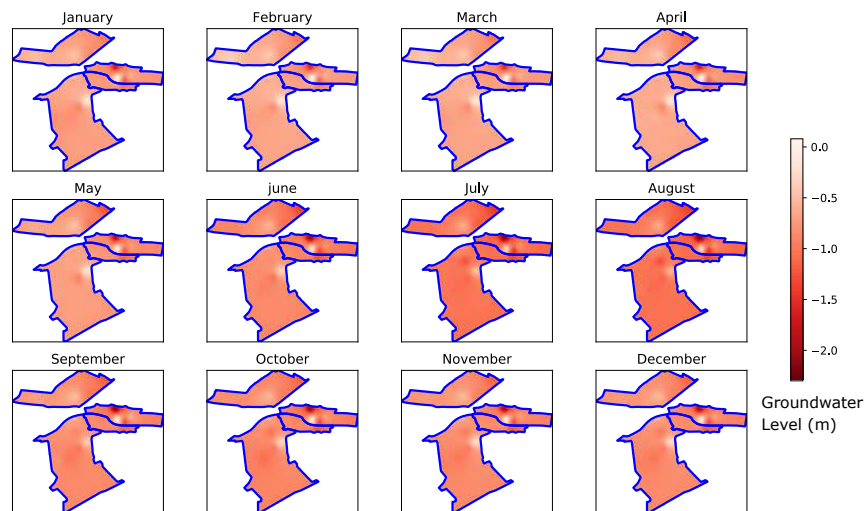 January
February
March
April
May
june
July
August
September
October
November
December
0.0
−0.5
−1.0
−1.5
−2.0
Groundwater
Level (m)